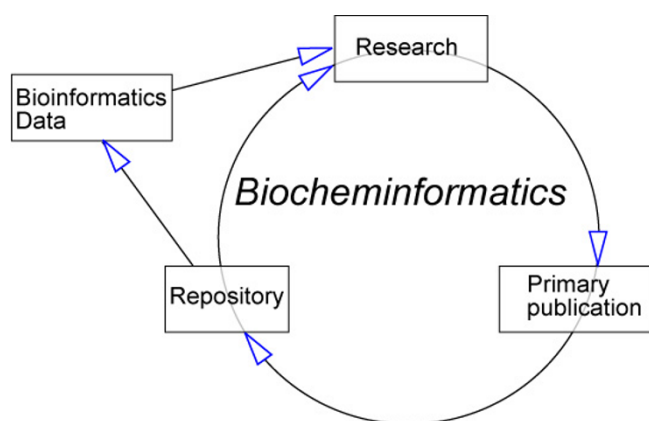 Research
Bioinformatics
Data
Biocheminformatics
Repository
Primary
publication